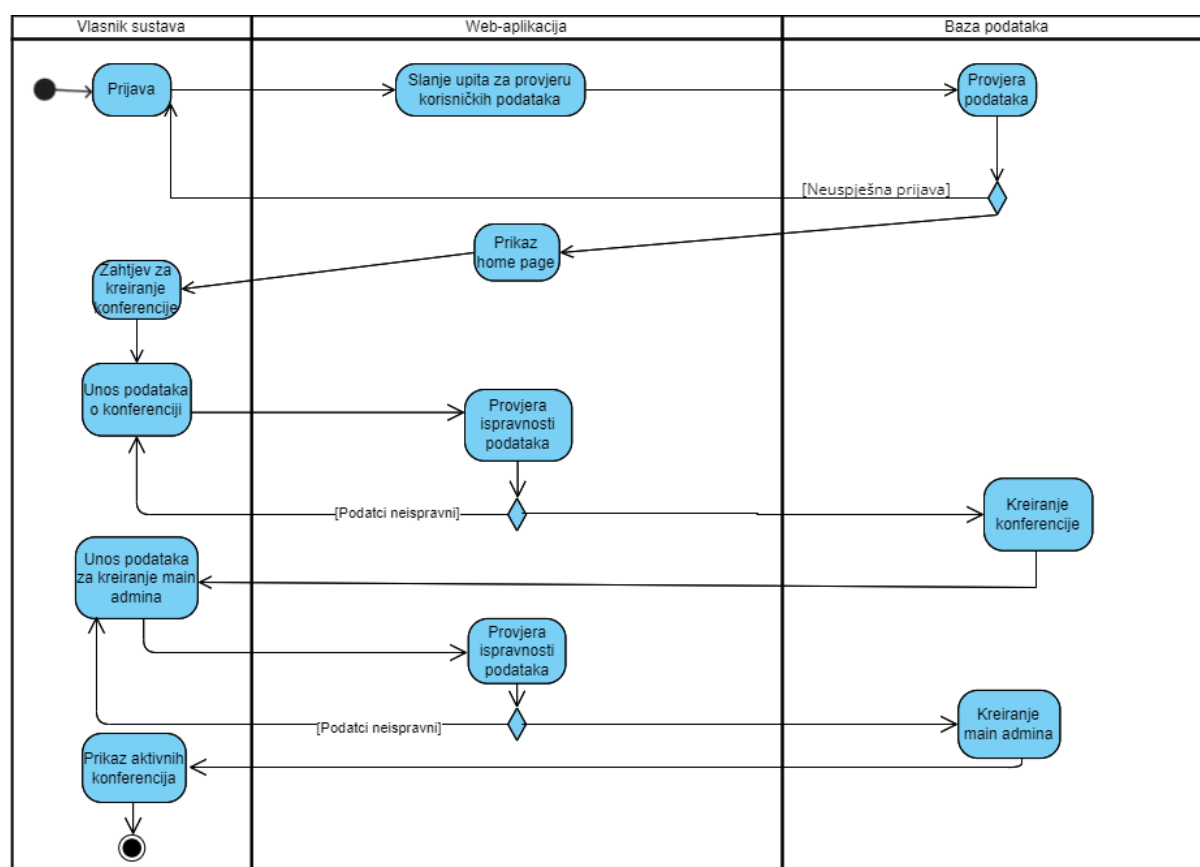 Vlasnik sustava
Web-aplikacija
Baza podataka
Prijava
Slanje upita za provjeru
korisničkih podataka
Provjera
podataka
[Neuspješna prijava]
Prikaz
home page
Zahtjev za
kreiranje
konferencije
Unos podataka
o konferenciji
Provjera
ispravnosti
podataka
[Podatci neispravni]
Kreiranje
konferencije
Unos podataka
za kreiranje main
admina
Provjera
ispravnosti
podataka
[Podatci neispravni]
Kreiranje
main admina
Prikaz aktivnih
konferencija